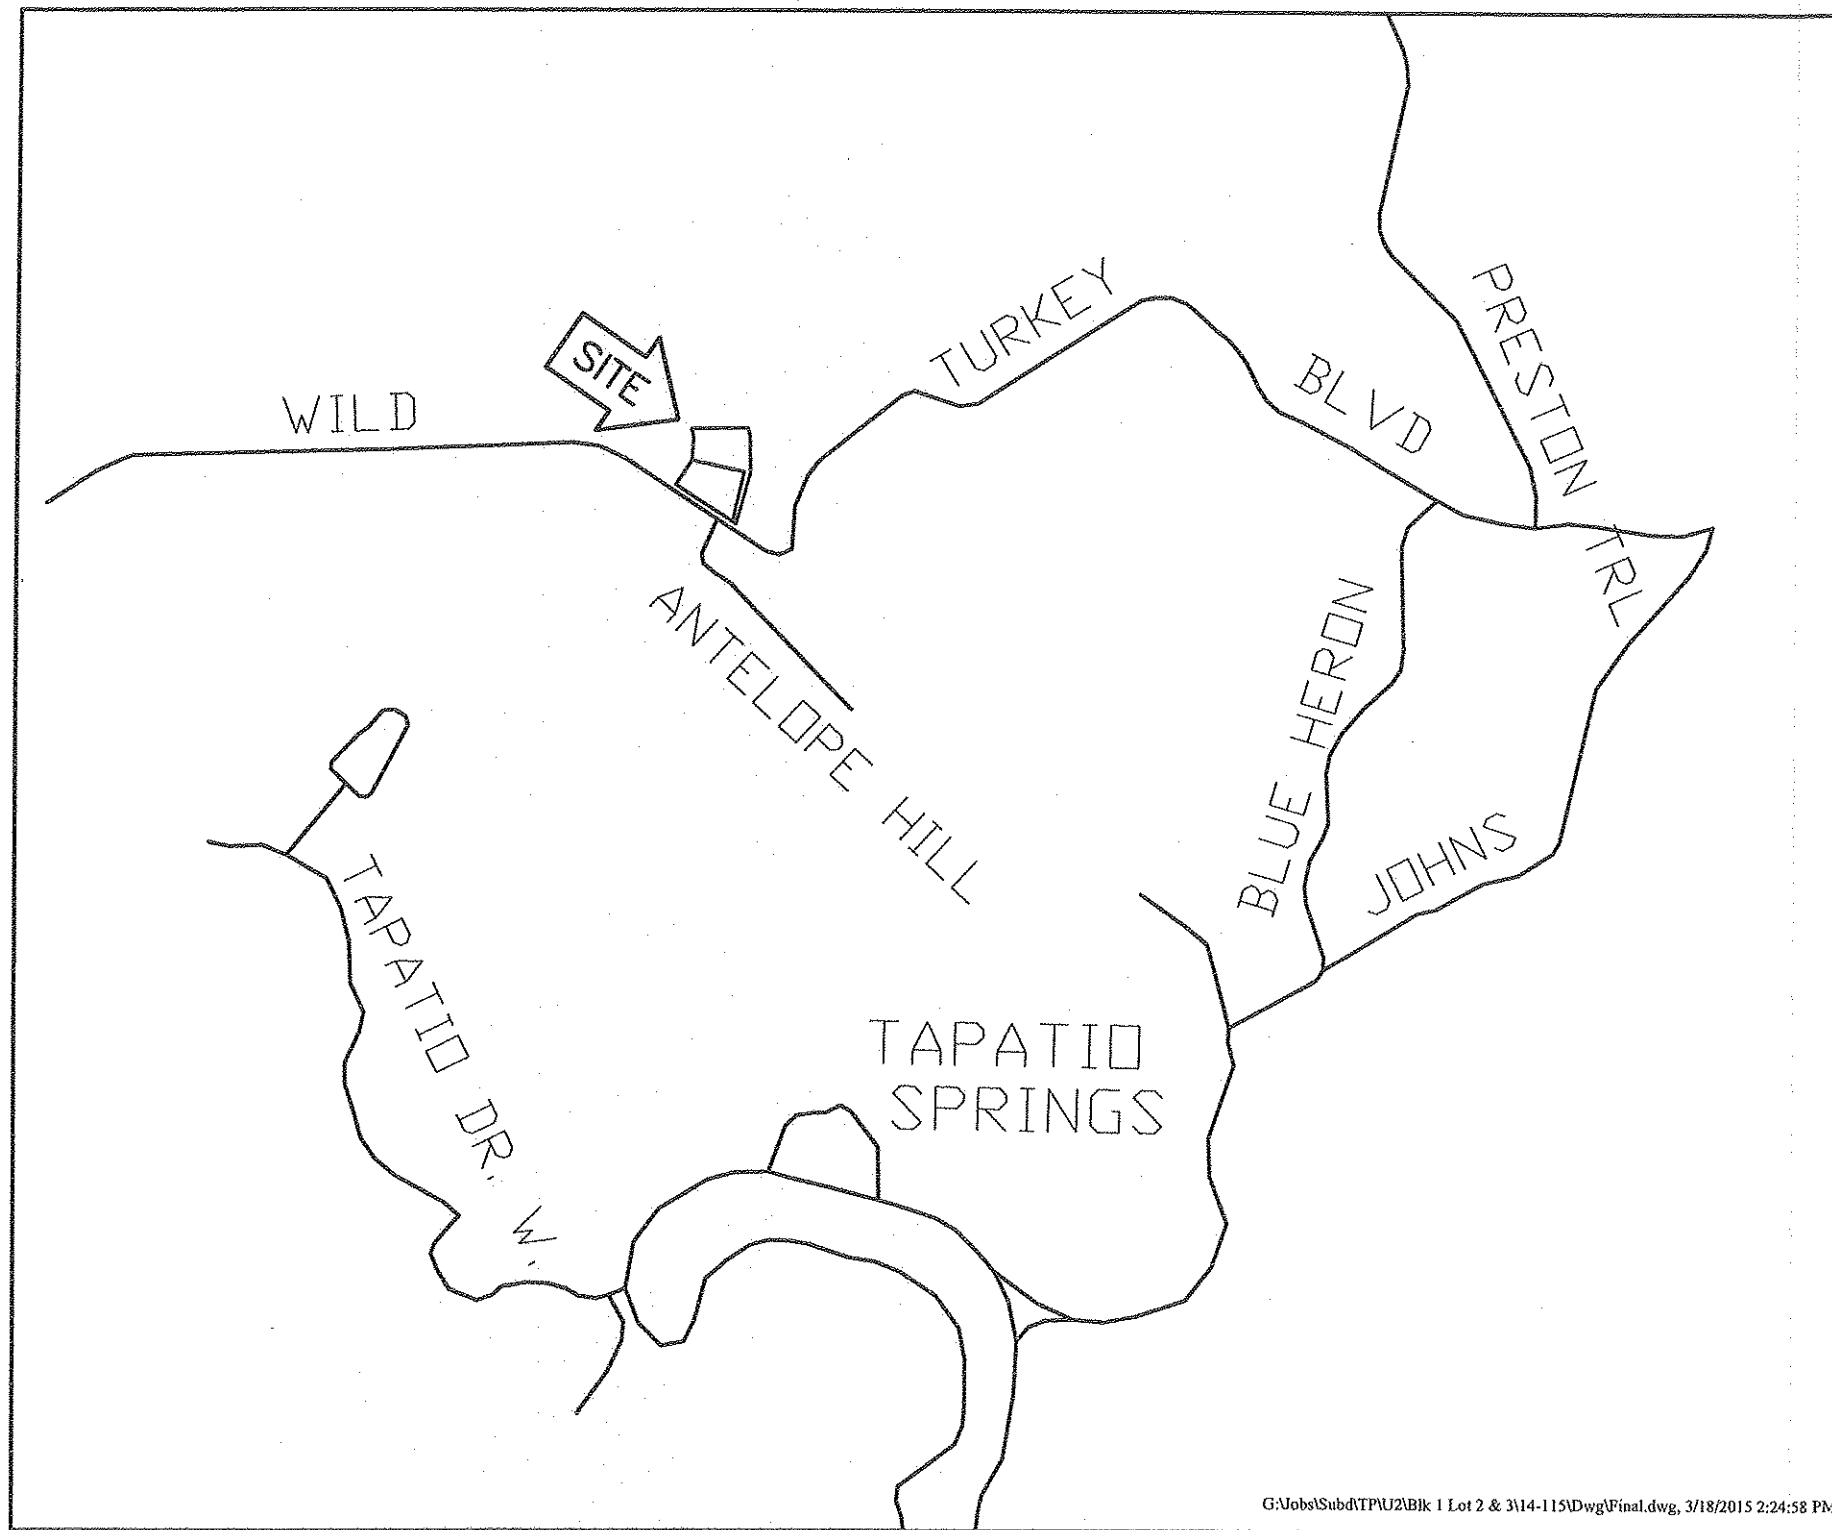 PRESTON TRL
WILD TURKEY BLVD
SITE
ANTELOPE HILL
BLUE HERON
JOHNS
TAPATIO DR. W.
TAPATIO
SPRINGS
G:\Jobs\Subd\TP\U2\Blk 1 Lot 2 & 3\14-115\Dwg\Final.dwg, 3/18/2015 2:24:58 PM